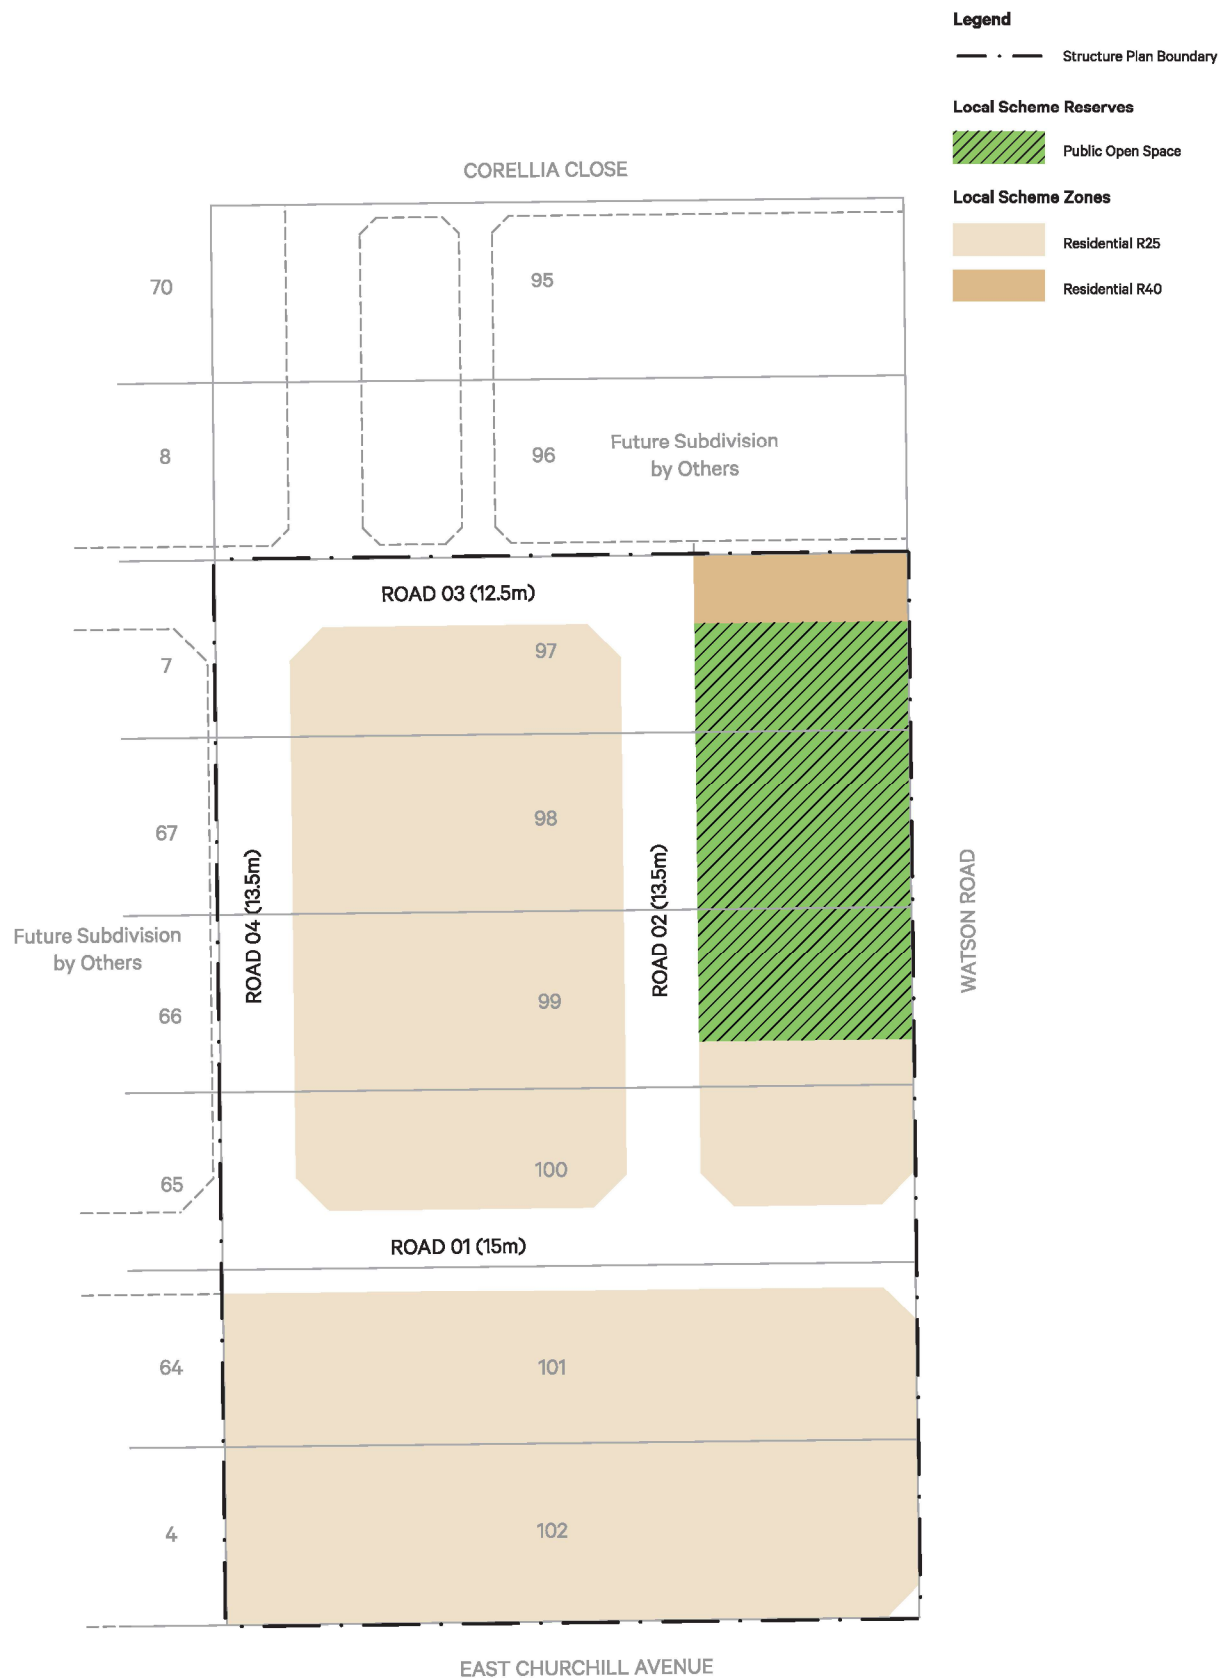 Legend
Structure Plan Boundary
Local Scheme Reserves
Public Open Space
Local Scheme Zones
Residential R25
Residential R40
CORELLIA CLOSE
70
95
8
96
Future Subdivision
by Others
ROAD 03 (12.5m)
7
97
67
98
ROAD 04 (13.5m)
ROAD 02 (13.5m)
WATSON ROAD
Future Subdivision
by Others
66
99
65
100
ROAD 01 (15m)
64
101
4
102
EAST CHURCHILL AVENUE